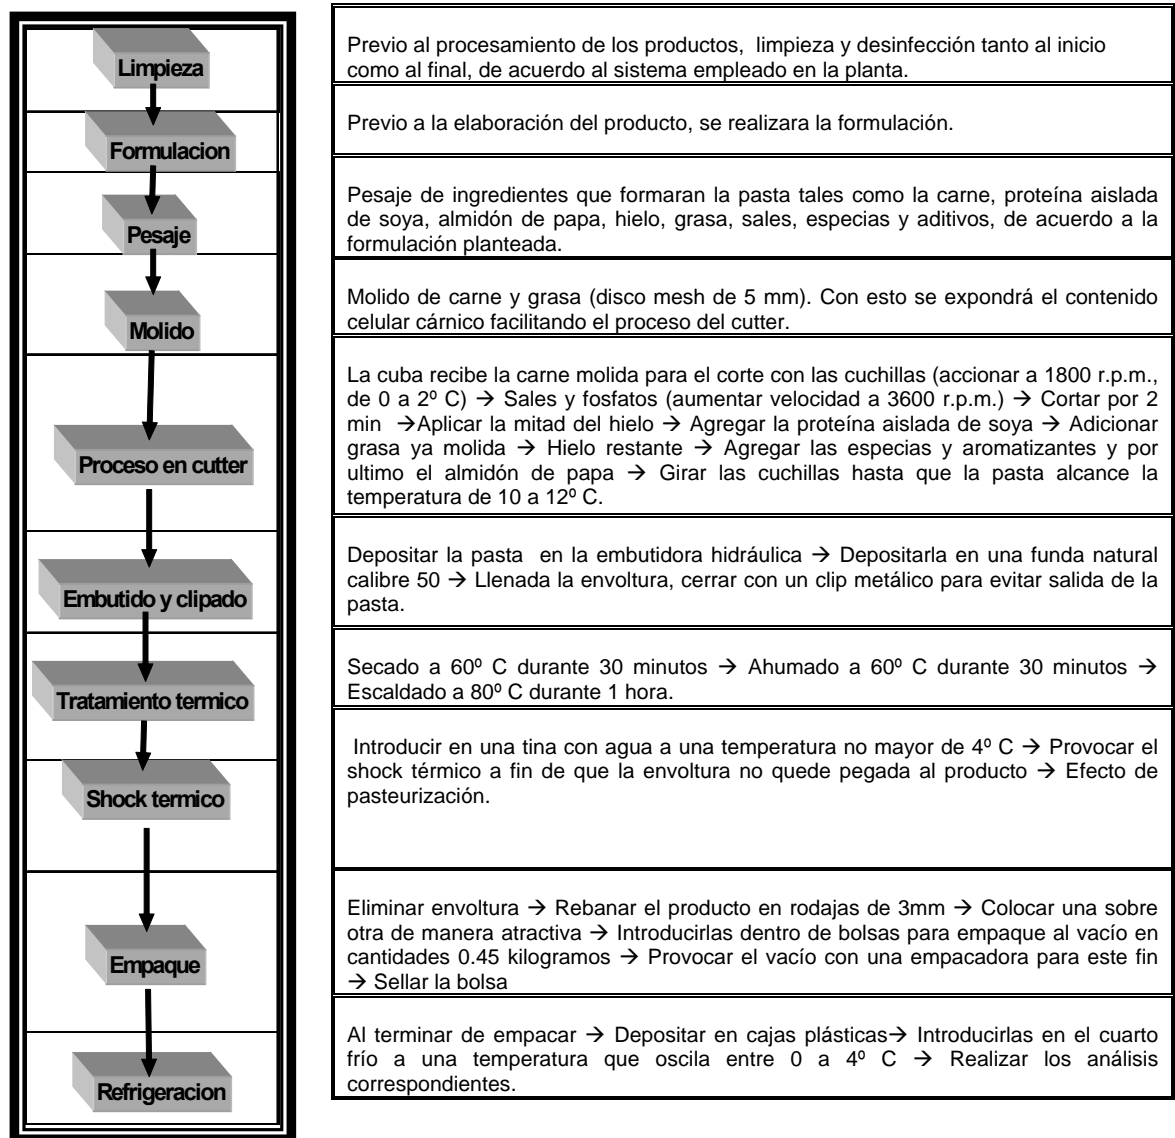 Limpieza
Previo al procesamiento de los productos, limpieza y desinfección tanto al inicio
como al final, de acuerdo al sistema empleado en la planta.
Formulacion
Previo a la elaboración del producto, se realizara la formulación.
Pesaje
Pesaje de ingredientes que formaran la pasta tales como la carne, proteína aislada
de soya, almidón de papa, hielo, grasa, sales, especias y aditivos, de acuerdo a la
formulación planteada.
Molido
Molido de carne y grasa (disco mesh de 5 mm). Con esto se expondrá el contenido
celular cárnico facilitando el proceso del cutter.
Proceso en cutter
La cuba recibe la carne molida para el corte con las cuchillas (accionar a 1800 r.p.m.,
de 0 a 2º C) → Sales y fosfatos (aumentar velocidad a 3600 r.p.m.) → Cortar por 2
min →Aplicar la mitad del hielo → Agregar la proteína aislada de soya → Adicionar
grasa ya molida → Hielo restante → Agregar las especias y aromatizantes y por
ultimo el almidón de papa → Girar las cuchillas hasta que la pasta alcance la
temperatura de 10 a 12º C.
Embutido y clipado
Depositar la pasta en la embutidora hidráulica → Depositarla en una funda natural
calibre 50 → Llenada la envoltura, cerrar con un clip metálico para evitar salida de la
pasta.
Tratamiento termico
Secado a 60º C durante 30 minutos → Ahumado a 60º C durante 30 minutos →
Escaldado a 80º C durante 1 hora.
Shock termico
Introducir en una tina con agua a una temperatura no mayor de 4º C → Provocar el
shock térmico a fin de que la envoltura no quede pegada al producto → Efecto de
pasteurización.
Empaque
Eliminar envoltura → Rebanar el producto en rodajas de 3mm → Colocar una sobre
otra de manera atractiva → Introducirlas dentro de bolsas para empaque al vacío en
cantidades 0.45 kilogramos → Provocar el vacío con una empacadora para este fin
→ Sellar la bolsa
Refrigeracion
Al terminar de empacar → Depositar en cajas plásticas→ Introducirlas en el cuarto
frío a una temperatura que oscila entre 0 a 4º C → Realizar los análisis
correspondientes.